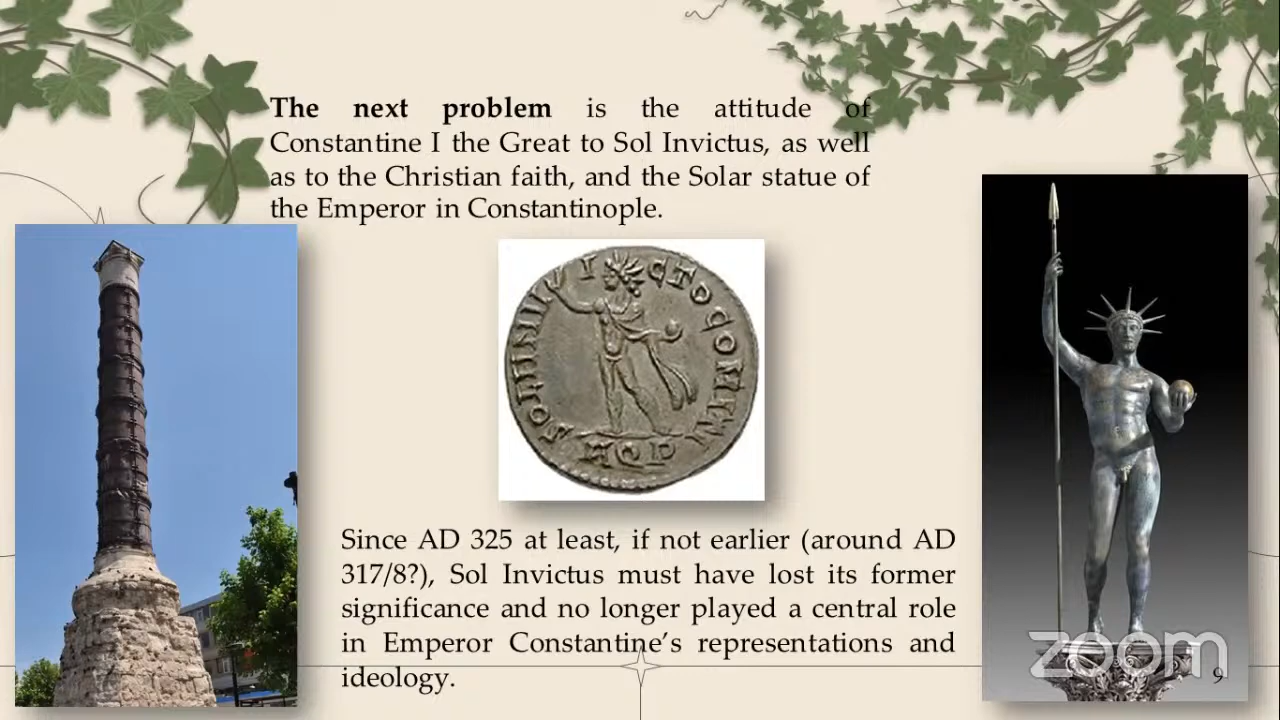 The next problem is the attitude of
Constantine I the Great to Sol Invictus, as well
as to the Christian faith, and the Solar statue of
the Emperor in Constantinople.
Since AD 325 at least, if not earlier (around AD
317/8?), Sol Invictus must have lost its former
significance and no longer played a central role
in Emperor Constantine’s representations and
ideology.
zoom
9